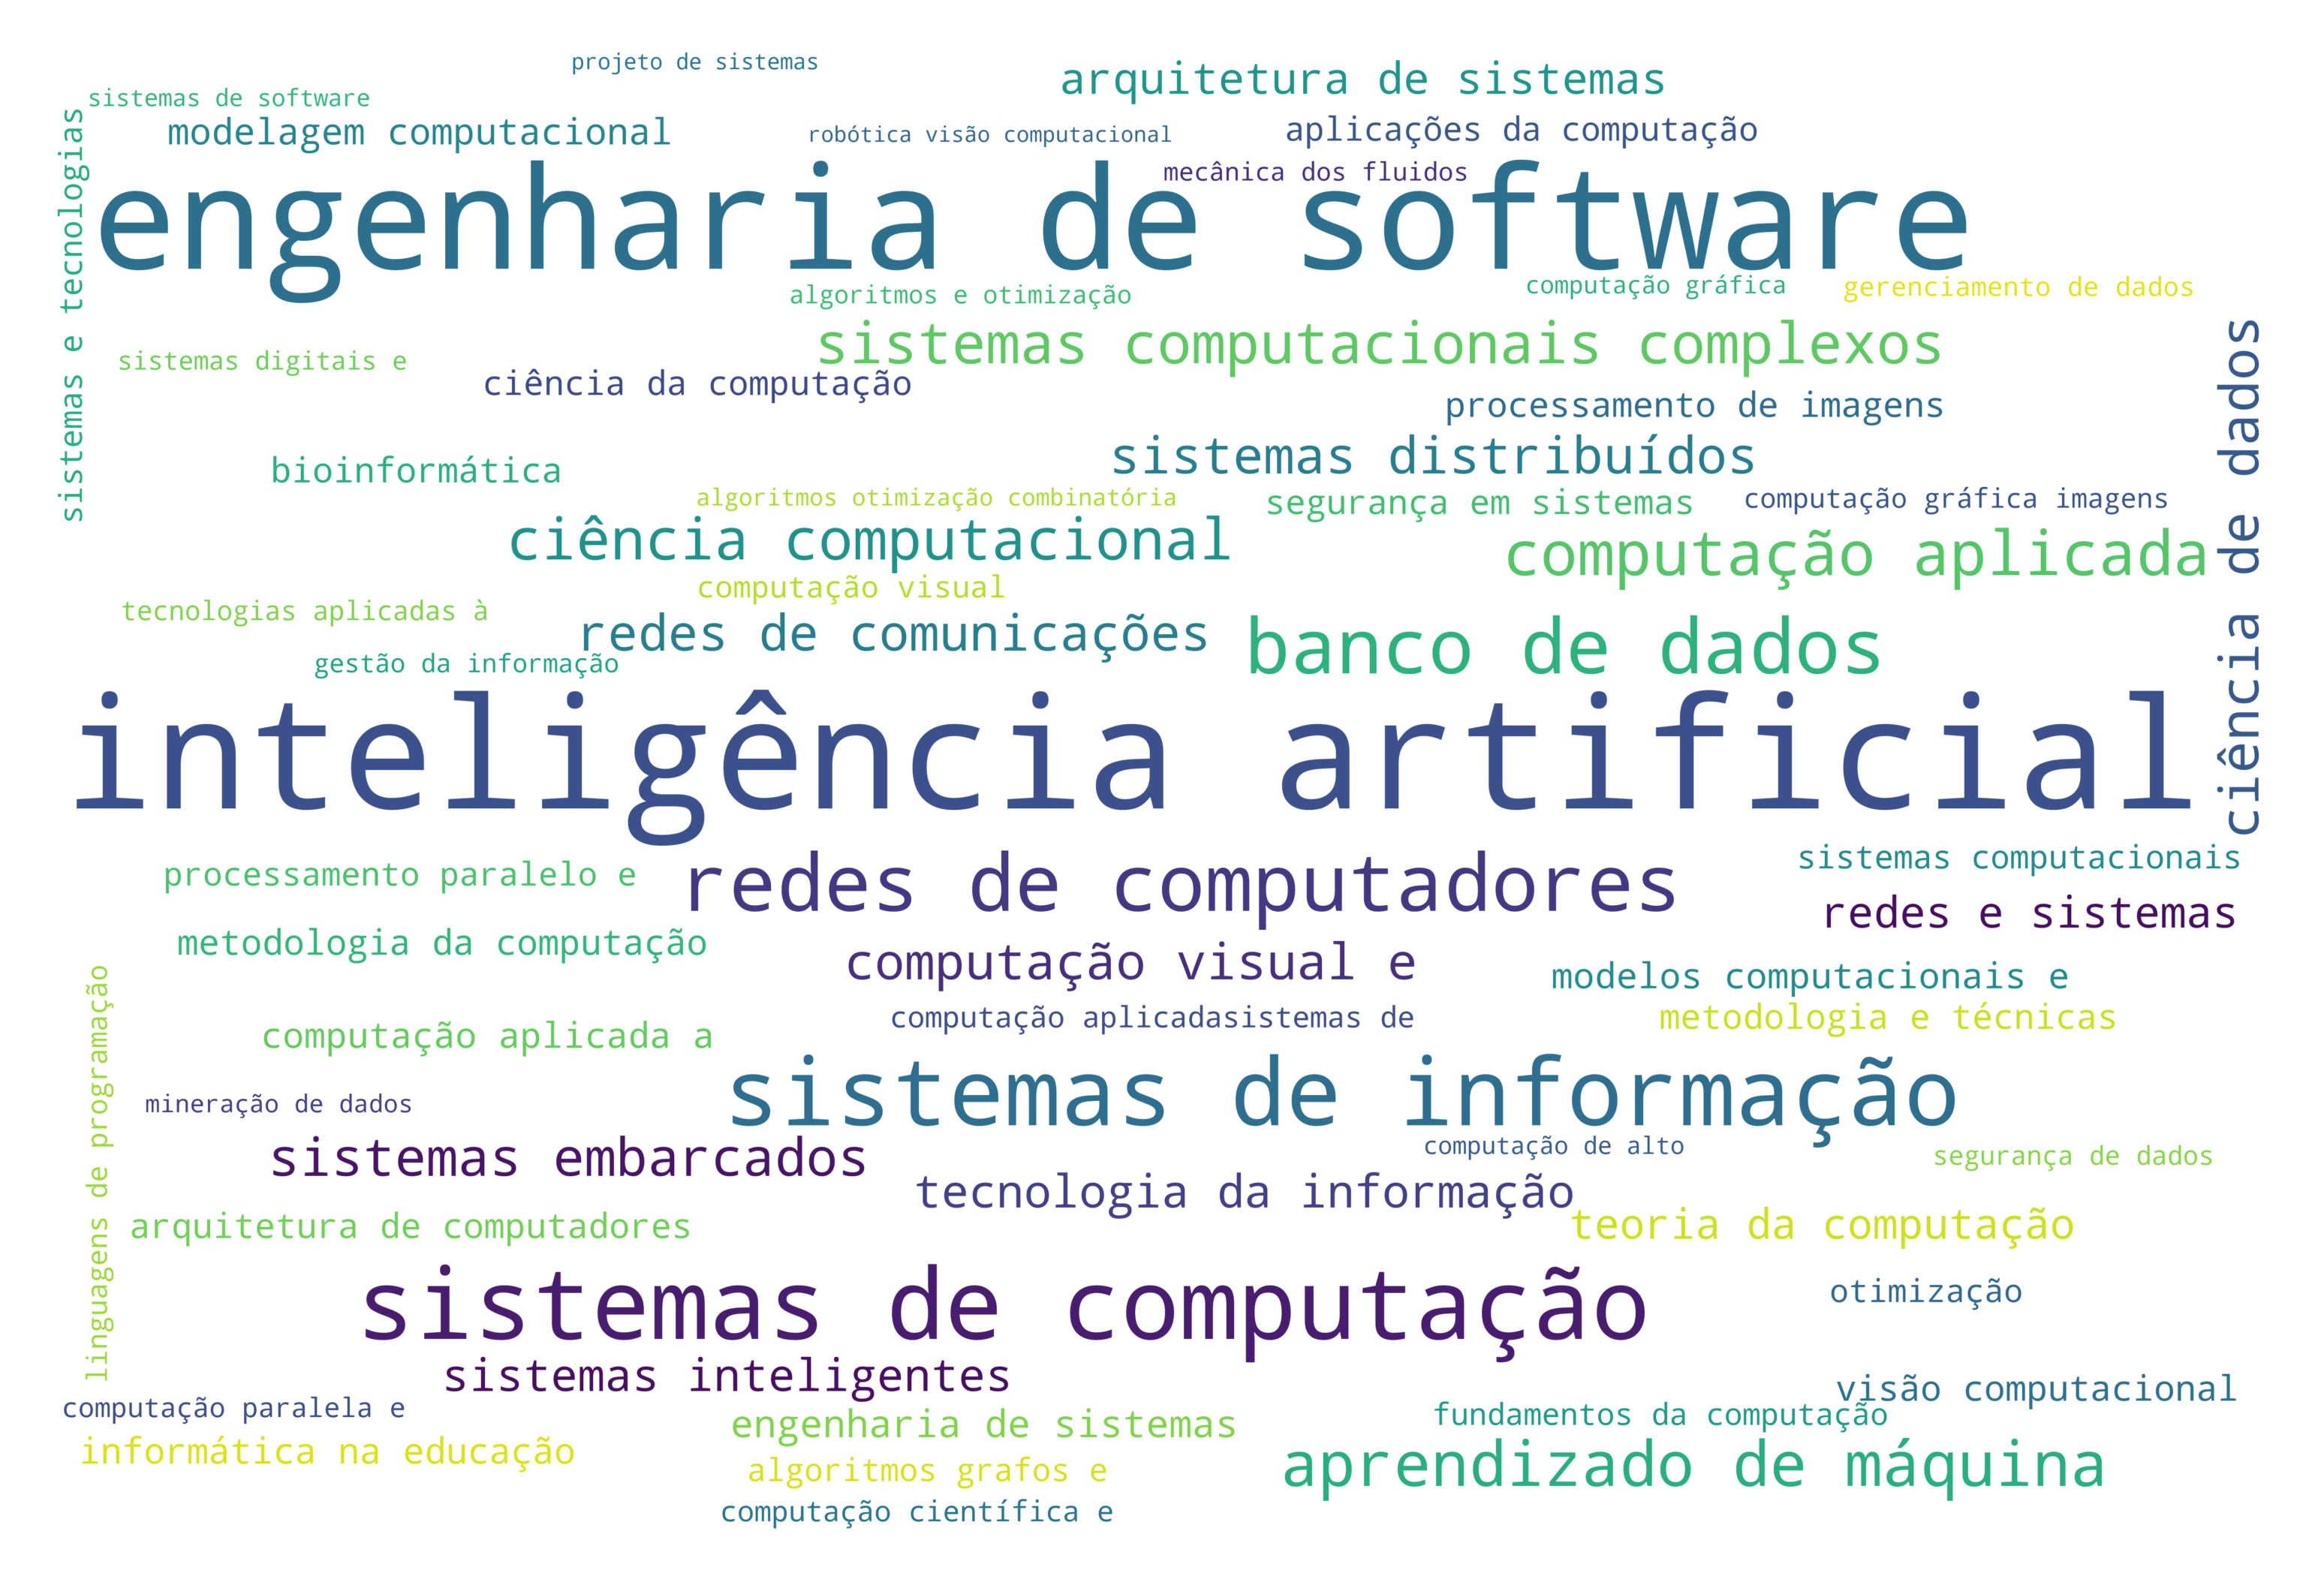 projeto de sistemas
arquitetura de sistemas
sistemas de software
modelagem computacional
robótica visão computacional
aplicações da computação
mecânica dos fluidos
sistemas e tecnologias
engenharia de software
algoritmos e otimização
computação gráfica
gerenciamento de dados
sistemas computacionais complexos
sistemas digitais e
ciência da computação
processamento de imagens
ciência de dados
sistemas distribuídos
bioinformática
algoritmos otimização combinatória
segurança em sistemas
computação gráfica imagens
ciência computacional
computação aplicada
computação visual
tecnologias aplicadas à
redes de comunicações
banco de dados
gestão da informação
inteligência artificial
sistemas computacionais
processamento paralelo e
redes de computadores
redes e sistemas
metodologia da computação
computação visual e
modelos computacionais e
computação aplicadasistemas de
metodologia e técnicas
computação aplicada a
linguagens de programação
sistemas de informação
mineração de dados
computação de alto
segurança de dados
sistemas embarcados
tecnologia da informação
arquitetura de computadores
teoria da computação
otimização
sistemas de computação
sistemas inteligentes
visão computacional
computação paralela e
fundamentos da computação
engenharia de sistemas
informática na educação
aprendizado de máquina
algoritmos grafos e
computação científica e